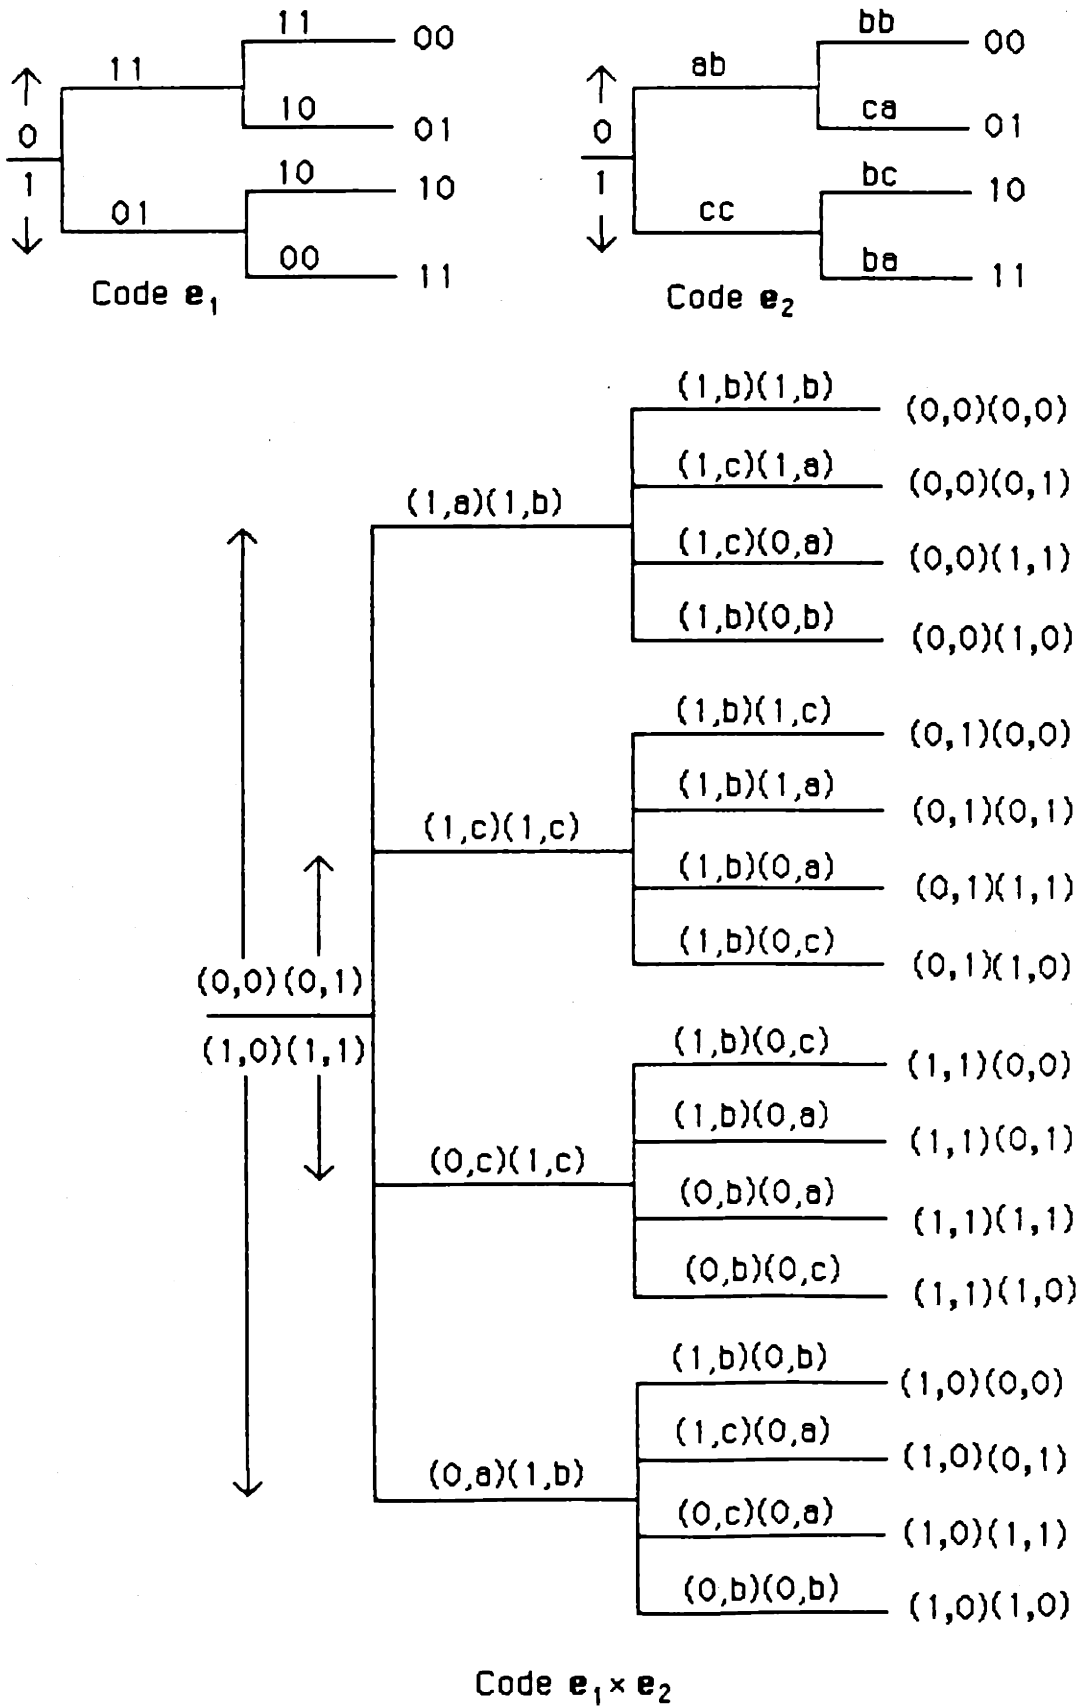 11 00
11
0 10 01
1 10 10
01
00 11
Code e1
bb 00
ab
ca 01
0
1 bc 10
cc
ba 11
Code e2
(1,b)(1,b) (0,0)(0,0)
(1,c)(1,a) (0,0)(0,1)
(1,a)(1,b)
(1,c)(0,a) (0,0)(1,1)
(1,b)(0,b) (0,0)(1,0)
(1,b)(1,c) (0,1)(0,0)
(1,b)(1,a) (0,1)(0,1)
(1,c)(1,c)
(1,b)(0,a) (0,1)(1,1)
(1,b)(0,c) (0,1)(1,0)
(0,0)(0,1)
(1,0)(1,1)
(1,b)(0,c) (1,1)(0,0)
(1,b)(0,a) (1,1)(0,1)
(0,c)(1,c)
(0,b)(0,a) (1,1)(1,1)
(0,b)(0,c) (1,1)(1,0)
(1,b)(0,b) (1,0)(0,0)
(1,c)(0,a) (1,0)(0,1)
(0,a)(1,b)
(0,c)(0,a) (1,0)(1,1)
(0,b)(0,b) (1,0)(1,0)
Code e1 × e2